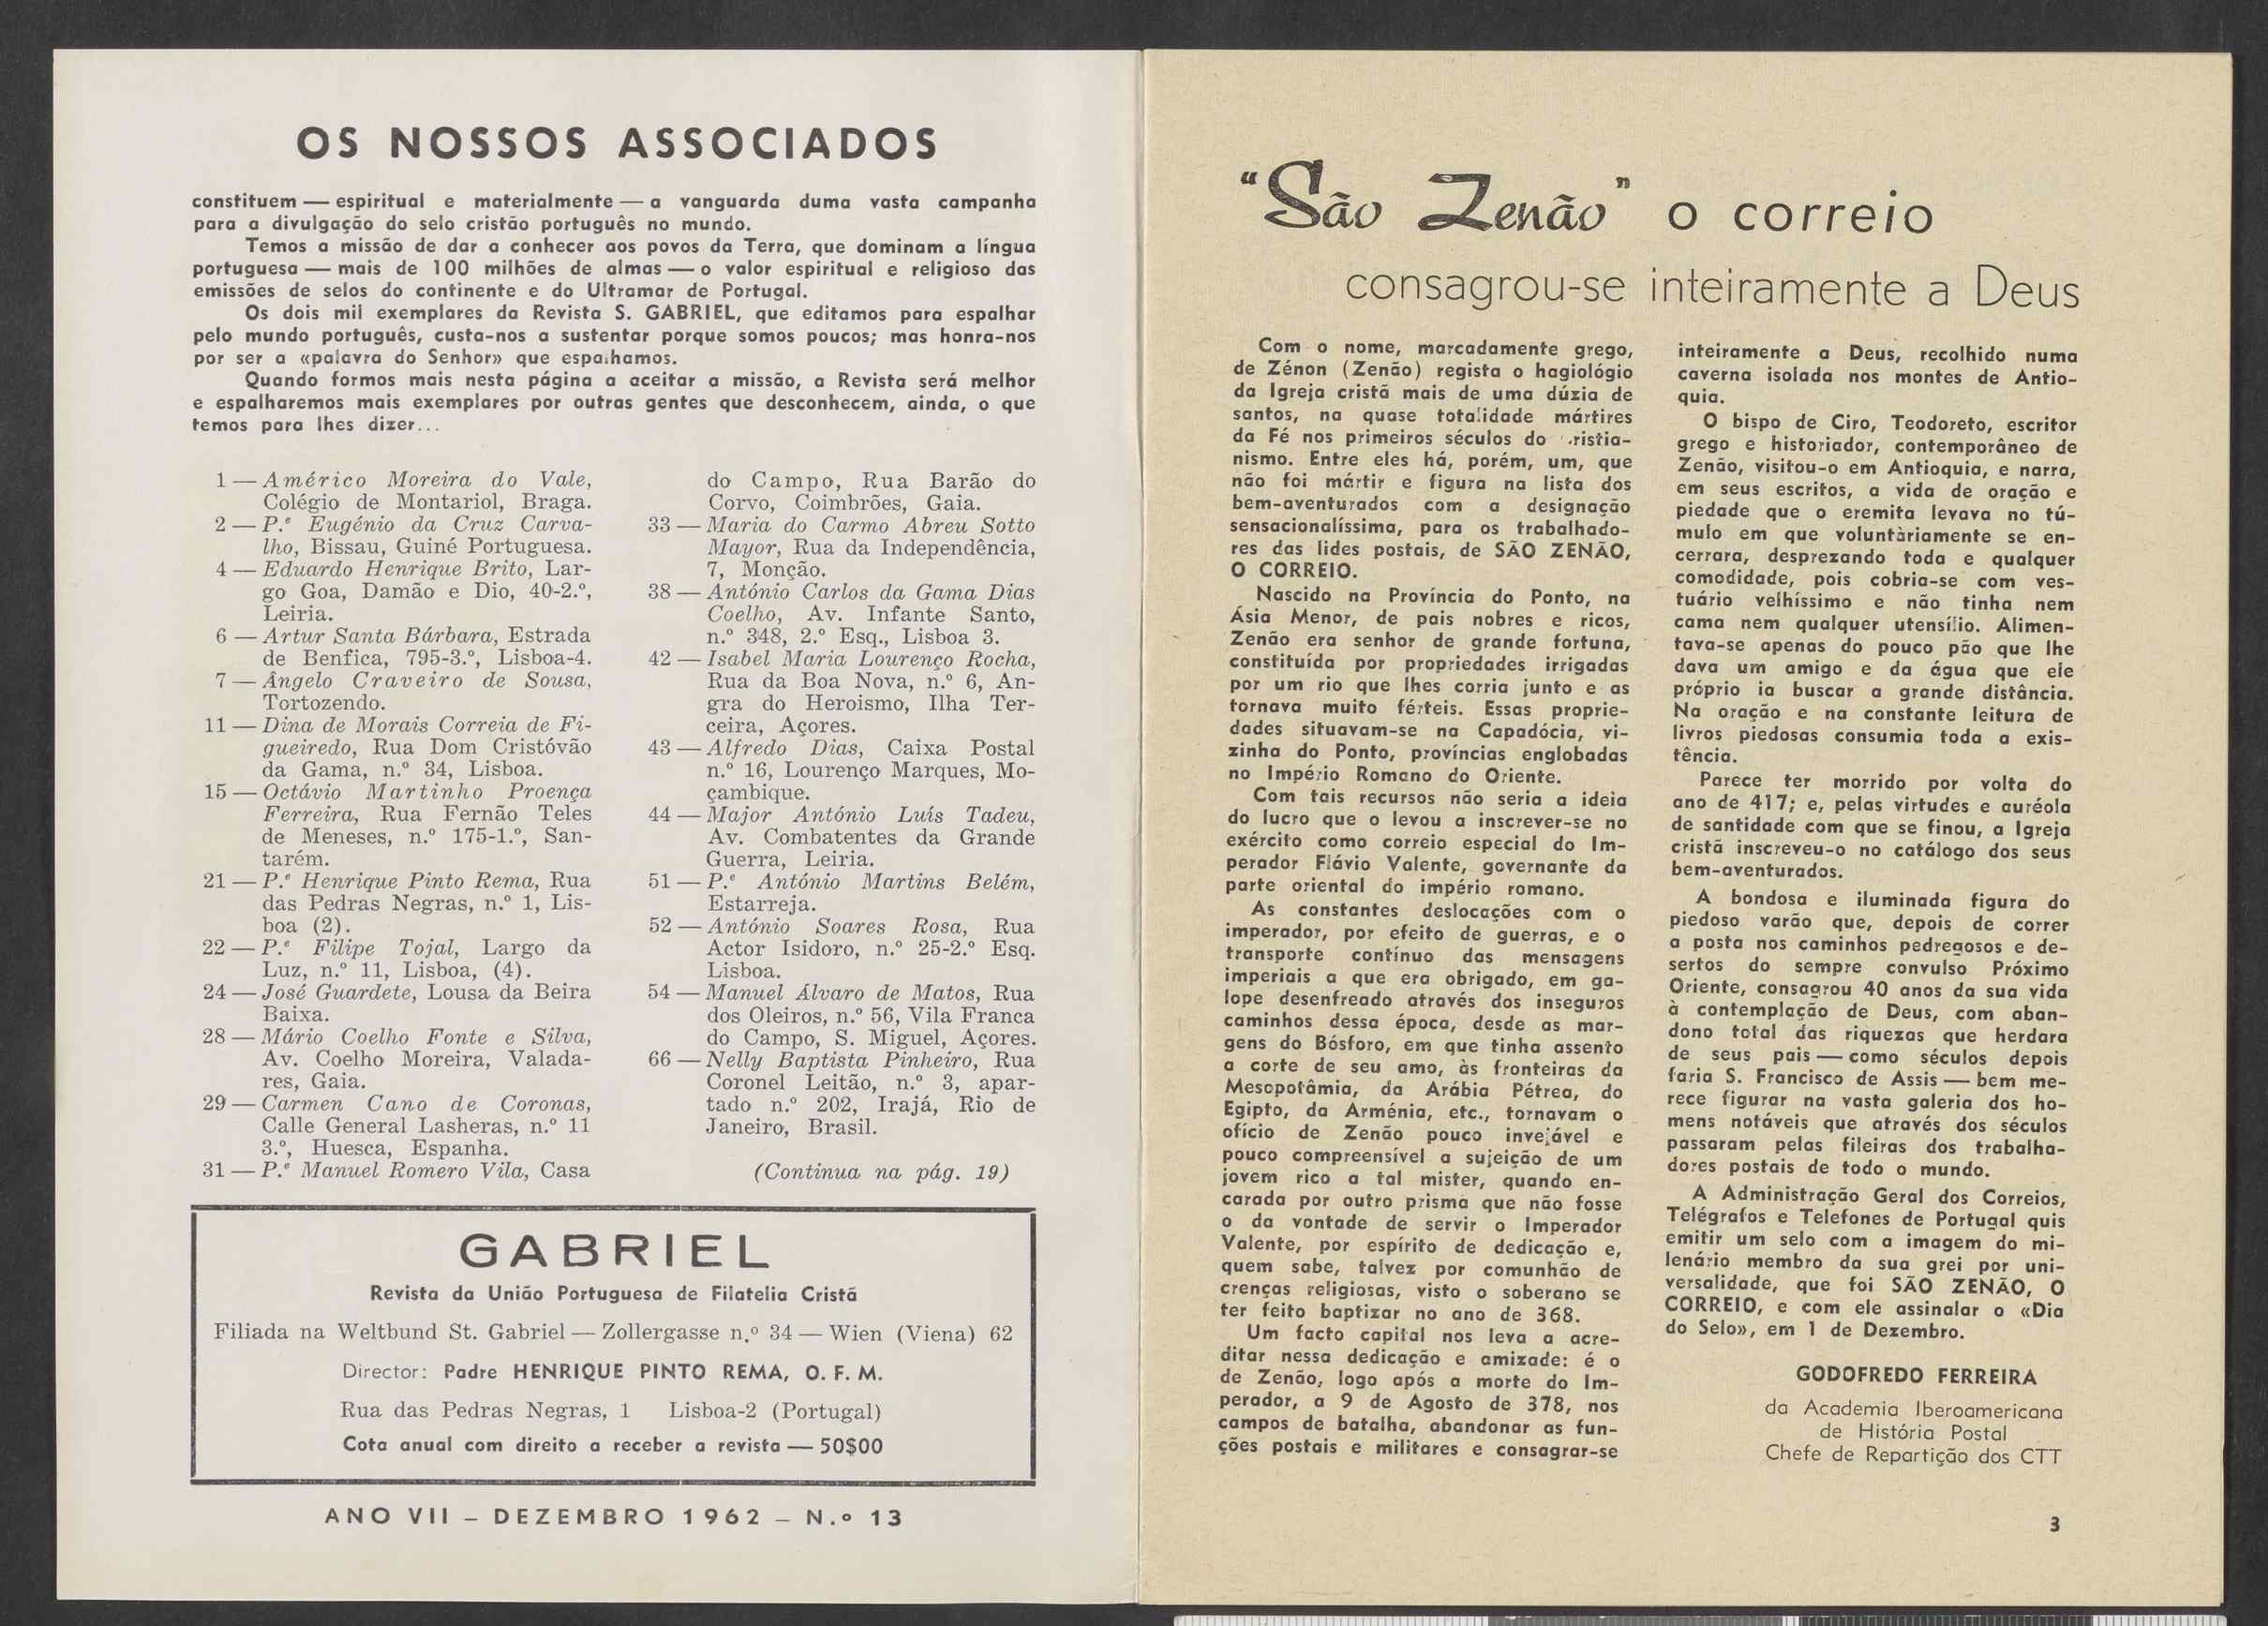 OS NOSSOS ASSOCIADOS
constituem — espiritual e materialmente — a vanguarda duma vasta campanha
para a divulgação do selo cristão português no mundo.
Temos a missão de dar a conhecer aos povos da Terra, que dominam a língua
portuguesa — mais de 100 milhões de almas — o valor espiritual e religioso das
emissões de selos do continente e do Ultramar de Portugal.
Os dois mil exemplares da Revista S. GABRIEL, que editamos para espalhar
pelo mundo português, custa-nos a sustentar porque somos poucos; mas honra-nos
por ser a «palavra do Senhor» que espalhamos.
Quando formos mais nesta página a aceitar a missão, a Revista será melhor
e espalharemos mais exemplares por outras gentes que desconhecem, ainda, o que
temos para lhes dizer...
1 — Américo Moreira do Vale,
Colégio de Montariol, Braga.
2 — P.e Eugénio da Cruz Carva-
lho, Bissau, Guiné Portuguesa.
4 — Eduardo Henrique Brito, Lar-
go Goa, Damão e Dio, 40-2.º,
Leiria.
6 — Artur Santa Bárbara, Estrada
de Benfica, 795-3.º, Lisboa-4.
7 — Ângelo Craveiro de Sousa,
Tortozendo.
11 — Dina de Morais Correia de Fi-
gueiredo, Rua Dom Cristóvão
da Gama, n.º 34, Lisboa.
15 — Octávio Martinho Proença
Ferreira, Rua Fernão Teles
de Meneses, n.º 175-1.º, San-
tarém.
21 — P.e Henrique Pinto Rema, Rua
das Pedras Negras, n.º 1, Lis-
boa (2).
22 — P.e Filipe Tojal, Largo da
Luz, n.º 11, Lisboa, (4).
24 — José Guardete, Lousa da Beira
Baixa.
28 — Mário Coelho Fonte e Silva,
Av. Coelho Moreira, Valada-
res, Gaia.
29 — Carmen Cano de Coronas,
Calle General Lasheras, n.º 11
3.º, Huesca, Espanha.
31 — P.e Manuel Romero Vila, Casa
do Campo, Rua Barão do
Corvo, Coimbrões, Gaia.
33 — Maria do Carmo Abreu Sotto
Mayor, Rua da Independência,
7, Monção.
38 — António Carlos da Gama Dias
Coelho, Av. Infante Santo,
n.º 348, 2.º Esq., Lisboa 3.
42 — Isabel Maria Lourenço Rocha,
Rua da Boa Nova, n.º 6, An-
gra do Heroismo, Ilha Ter-
ceira, Açores.
43 — Alfredo Dias, Caixa Postal
n.º 16, Lourenço Marques, Mo-
çambique.
44 — Major António Luís Tadeu,
Av. Combatentes da Grande
Guerra, Leiria.
51 — P.e António Martins Belém,
Estarreja.
52 — António Soares Rosa, Rua
Actor Isidoro, n.º 25-2.º Esq.
Lisboa.
54 — Manuel Álvaro de Matos, Rua
dos Oleiros, n.º 56, Vila Franca
do Campo, S. Miguel, Açores.
66 — Nelly Baptista Pinheiro, Rua
Coronel Leitão, n.º 3, apar-
tado n.º 202, Irajá, Rio de
Janeiro, Brasil.
(Continua na pág. 19)
GABRIEL
Revista da União Portuguesa de Filatelia Cristã
Filiada na Weltbund St. Gabriel — Zollergasse n.º 34 — Wien (Viena) 62
Director: Padre HENRIQUE PINTO REMA, O. F. M.
Rua das Pedras Negras, 1 Lisboa-2 (Portugal)
Cota anual com direito a receber a revista — 50$00
ANO VII – DEZEMBRO 1962 – N.º 13
“São Zenão” o correio
consagrou-se inteiramente a Deus
Com o nome, marcadamente grego,
de Zénon (Zenão) regista o hagiológio
da Igreja cristã mais de uma dúzia de
santos, na quase totalidade mártires
da Fé nos primeiros séculos do .ristia-
nismo. Entre eles há, porém, um, que
não foi mártir e figura na lista dos
bem-aventurados com a designação
sensacionalíssima, para os trabalhado-
res das lides postais, de SÃO ZENÃO,
O CORREIO.
Nascido na Província do Ponto, na
Ásia Menor, de pais nobres e ricos,
Zenão era senhor de grande fortuna,
constituída por propriedades irrigadas
por um rio que lhes corria junto e as
tornava muito férteis. Essas proprie-
dades situavam-se na Capadócia, vi-
zinha do Ponto, províncias englobadas
no Império Romano do Oriente.
Com tais recursos não seria a ideia
do lucro que o levou a inscrever-se no
exército como correio especial do Im-
perador Flávio Valente, governante da
parte oriental do império romano.
As constantes deslocações com o
imperador, por efeito de guerras, e o
transporte contínuo das mensagens
imperiais a que era obrigado, em ga-
lope desenfreado através dos inseguros
caminhos dessa época, desde as mar-
gens do Bósforo, em que tinha assento
a corte de seu amo, às fronteiras da
Mesopotâmia, da Arábia Pétrea, do
Egipto, da Arménia, etc., tornavam o
ofício de Zenão pouco invejável e
pouco compreensível a sujeição de um
jovem rico a tal mister, quando en-
carada por outro prisma que não fosse
o da vontade de servir o Imperador
Valente, por espírito de dedicação e,
quem sabe, talvez por comunhão de
crenças religiosas, visto o soberano se
ter feito baptizar no ano de 368.
Um facto capital nos leva a acre-
ditar nessa dedicação e amizade: é o
de Zenão, logo após a morte do Im-
perador, a 9 de Agosto de 378, nos
campos de batalha, abandonar as fun-
ções postais e militares e consagrar-se
inteiramente a Deus, recolhido numa
caverna isolada nos montes de Antio-
quia.
O bispo de Ciro, Teodoreto, escritor
grego e historiador, contemporâneo de
Zenão, visitou-o em Antioquia, e narra,
em seus escritos, a vida de oração e
piedade que o eremita levava no tú-
mulo em que voluntàriamente se en-
cerrara, desprezando toda e qualquer
comodidade, pois cobria-se com ves-
tuário velhíssimo e não tinha nem
cama nem qualquer utensílio. Alimen-
tava-se apenas do pouco pão que lhe
dava um amigo e da água que ele
próprio ia buscar a grande distância.
Na oração e na constante leitura de
livros piedosos consumia toda a exis-
tência.
Parece ter morrido por volta do
ano de 417; e, pelas virtudes e auréola
de santidade com que se finou, a Igreja
cristã inscreveu-o no catálogo dos seus
bem-aventurados.
A bondosa e iluminada figura do
piedoso varão que, depois de correr
a posta nos caminhos pedregosos e de-
sertos do sempre convulso Próximo
Oriente, consagrou 40 anos da sua vida
à contemplação de Deus, com aban-
dono total das riquezas que herdara
de seus pais — como séculos depois
faria S. Francisco de Assis — bem me-
rece figurar na vasta galeria dos ho-
mens notáveis que através dos séculos
passaram pelas fileiras dos trabalha-
dores postais de todo o mundo.
A Administração Geral dos Correios,
Telégrafos e Telefones de Portugal quis
emitir um selo com a imagem do mi-
lenário membro da sua grei por uni-
versalidade, que foi SÃO ZENÃO, O
CORREIO, e com ele assinalar o «Dia
do Selo», em 1 de Dezembro.
GODOFREDO FERREIRA
da Academia Iberoamericana
de História Postal
Chefe de Repartição dos CTT
3